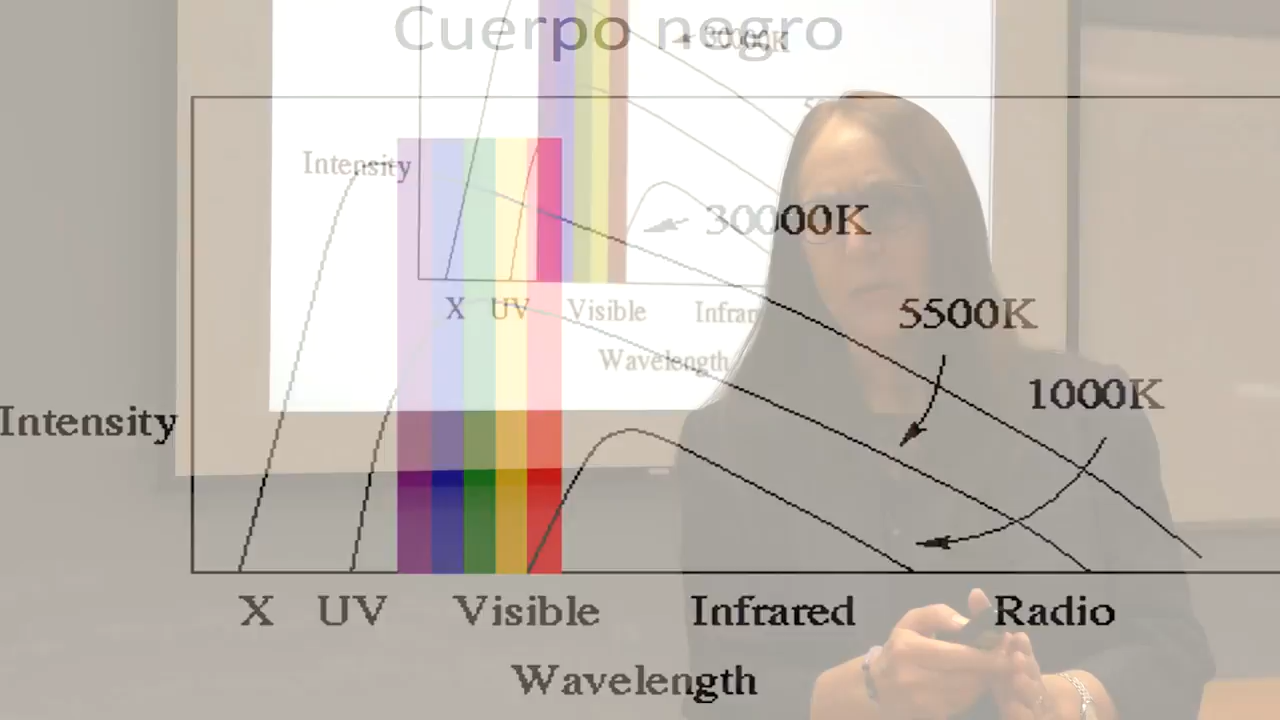 Cuerpo negro
30000K
Intensity
30000K
5500K
X UV Visible
Wavelength
1000K
Intensity
X UV Visible Infrared Radio
Wavelength